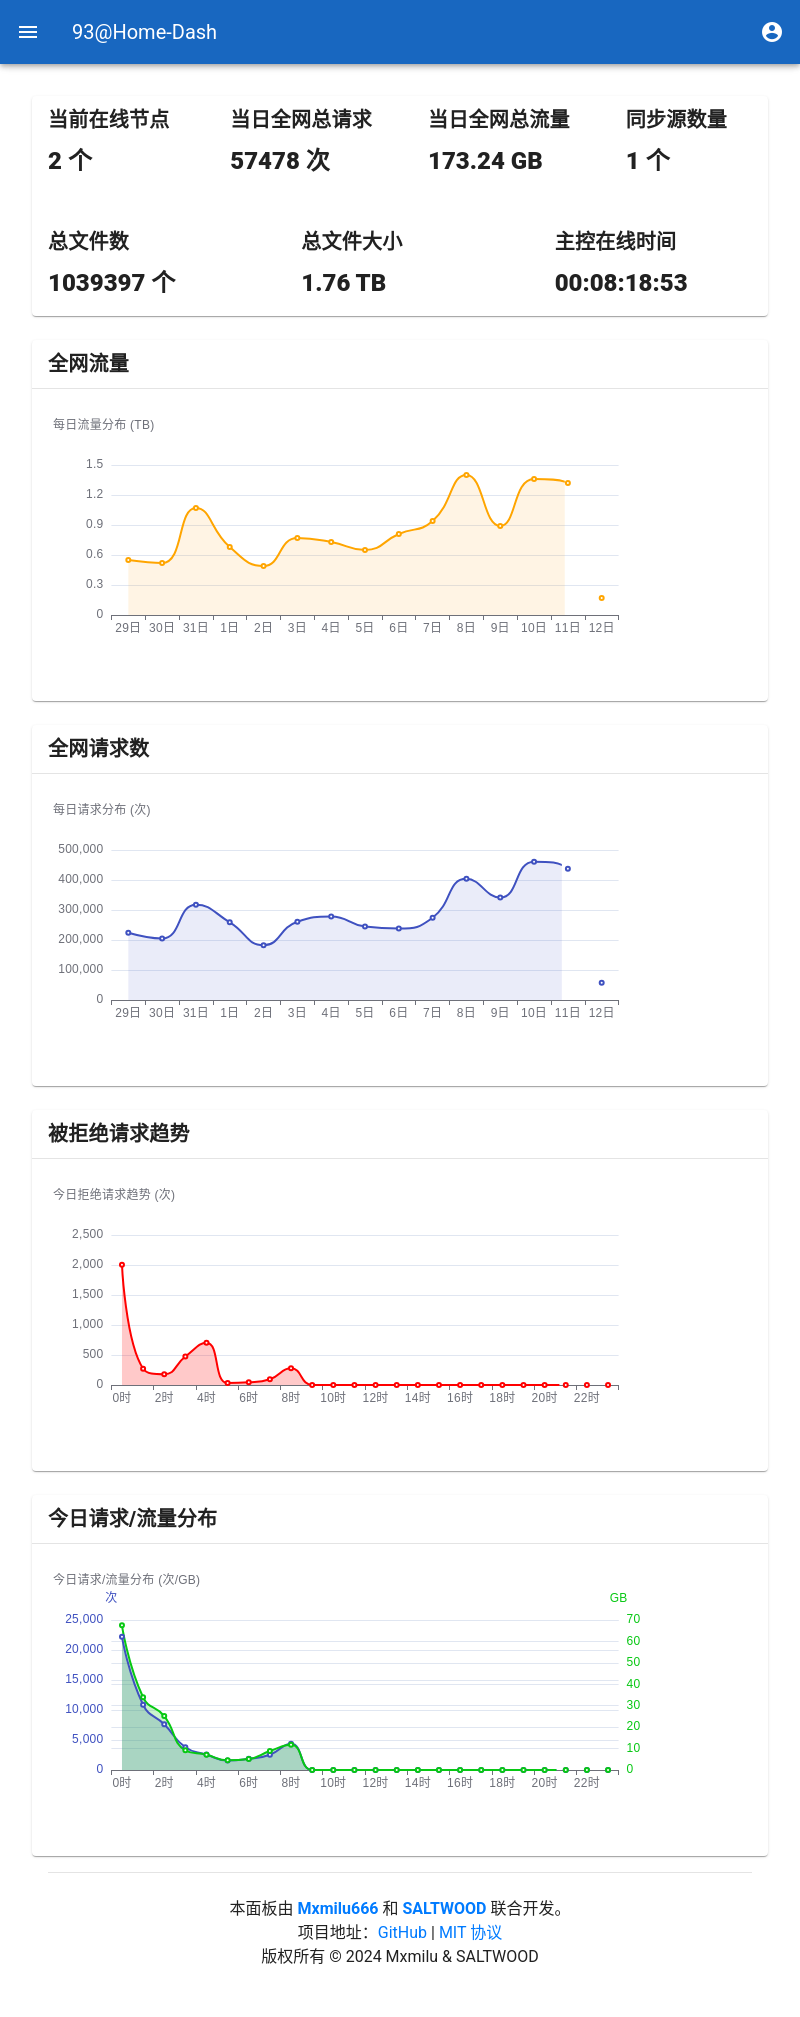 93@Home-Dash
当前在线节点 当日全网总请求 当日全网总流量 同步源数量
2 个 57478 次 173.24 GB 1 个
总文件数 总文件大小 主控在线时间
1039397 个 1.76 TB 00:08:18:53
全网流量
每日流量分布 (TB)
1.5
1.2
0.9
0.6
0.3
0
29日 30日 31日 1日 2日 3日 4日 5日 6日 7日 8日 9日 10日 11日 12日
全网请求数
每日请求分布 (次)
500,000
400,000
300,000
200,000
100,000
0
29日 30日 31日 1日 2日 3日 4日 5日 6日 7日 8日 9日 10日 11日 12日
被拒绝请求趋势
今日拒绝请求趋势 (次)
2,500
2,000
1,500
1,000
500
0
0时 2时 4时 6时 8时 10时 12时 14时 16时 18时 20时 22时
今日请求/流量分布
今日请求/流量分布 (次/GB)
次 GB
25,000 70
20,000 60
15,000 50
10,000 40
5,000 30
0 20
10
0
0时 2时 4时 6时 8时 10时 12时 14时 16时 18时 20时 22时
本面板由 Mxmilu666 和 SALTWOOD 联合开发。
项目地址：GitHub | MIT 协议
版权所有 © 2024 Mxmilu & SALTWOOD